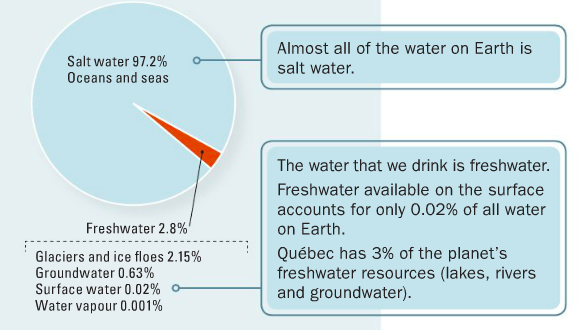 Salt water 97.2%
Oceans and seas
Almost all of the water on Earth is
salt water.
Freshwater 2.8%
Glaciers and ice floes 2.15%
Groundwater 0.63%
Surface water 0.02%
Water vapour 0.001%
The water that we drink is freshwater.
Freshwater available on the surface
accounts for only 0.02% of all water
on Earth.
Québec has 3% of the planet's
freshwater resources (lakes, rivers
and groundwater).